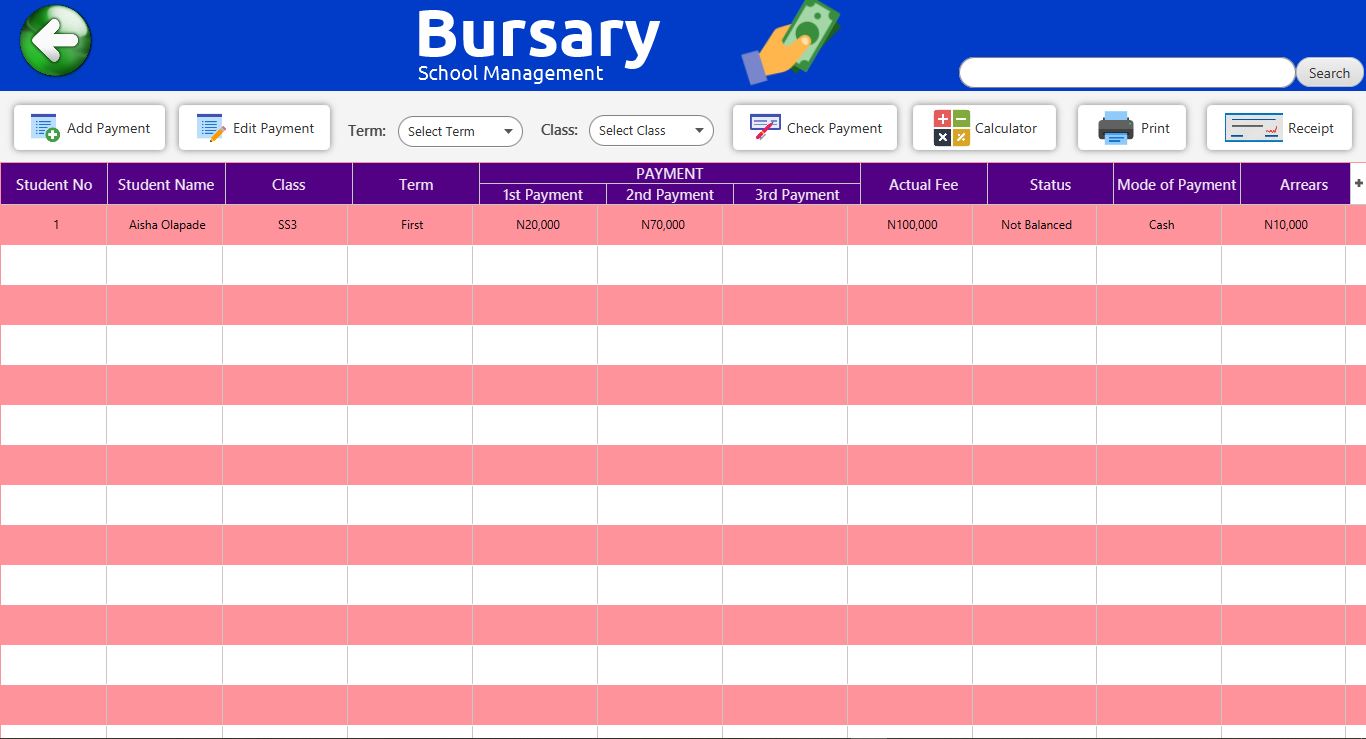 Bursary
School Management
Search
Add Payment
Edit Payment
Term:
Select Term
Class:
Select Class
Check Payment
Calculator
Print
Receipt
Student No Student Name Class Term PAYMENT Actual Fee Status Mode of Payment Arrears +
1st Payment 2nd Payment 3rd Payment
1 Aisha Olapade SS3 First N20,000 N70,000 N100,000 Not Balanced Cash N10,000